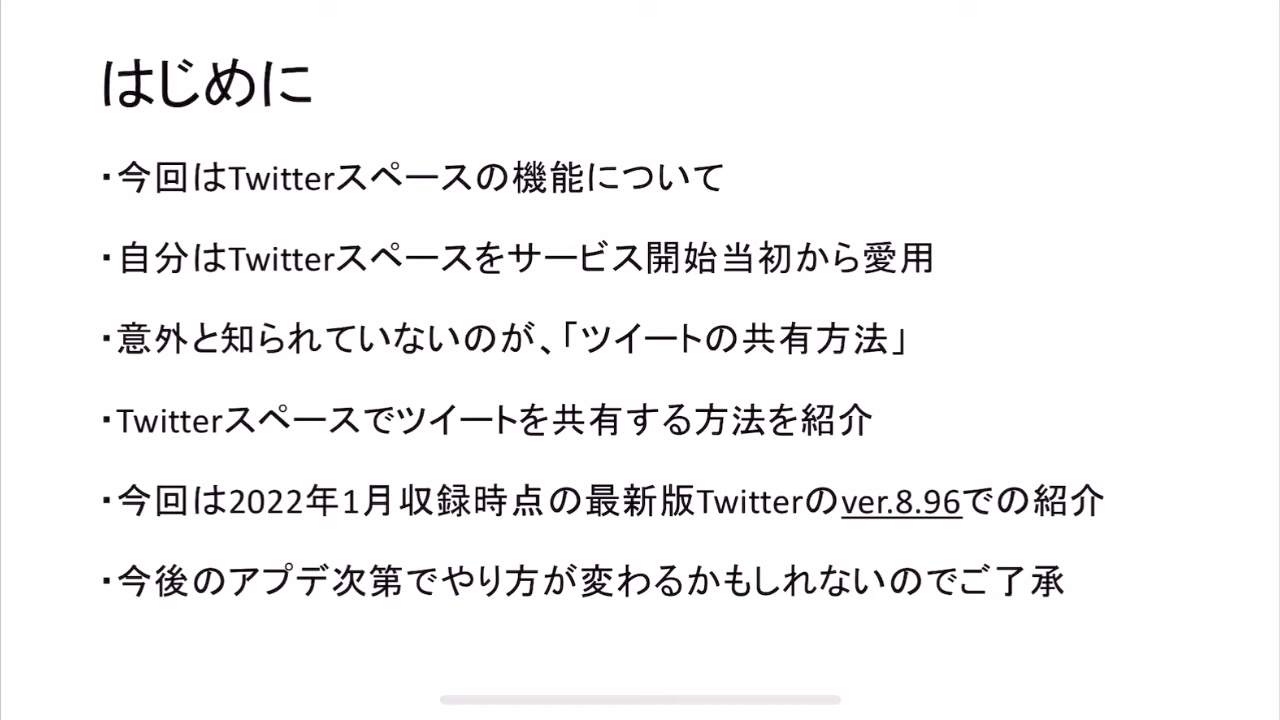 はじめに
・今回はTwitterスペースの機能について
・自分はTwitterスペースをサービス開始当初から愛用
・意外と知られていないのが、「ツイートの共有方法」
・Twitterスペースでツイートを共有する方法を紹介
・今回は2022年1月収録時点の最新版Twitterのver.8.96での紹介
・今後のアプデ次第でやり方が変わるかもしれないのでご了承